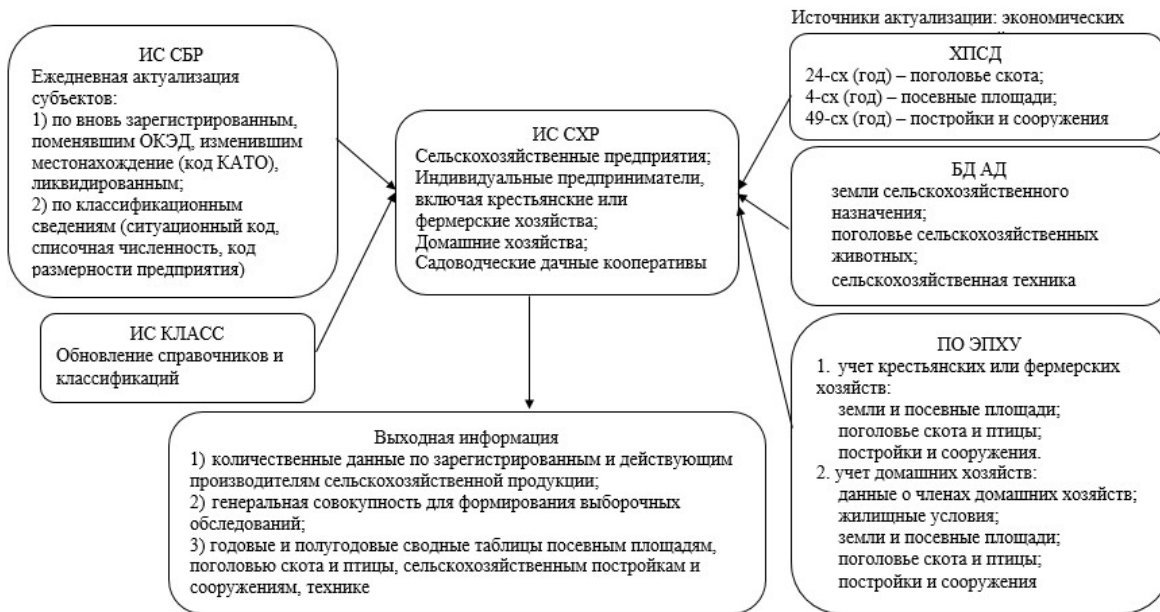 ИС СБР
Ежедневная актуализация
субъектов:
1) по вновь зарегистрированным,
поменявшим ОКЭД, изменившим
местонахождение (код КАТО),
ликвидированным;
2) по классификационным
сведениям (ситуационный код,
списочная численность, код
размерности предприятия)
ИС КЛАСС
Обновление справочников и
классификаций
ИС СХР
Сельскохозяйственные предприятия;
Индивидуальные предприниматели,
включая крестьянские или
фермерские хозяйства;
Домашние хозяйства;
Садоводческие дачные кооперативы
Источники актуализации: экономических
ХПСД
24-сх (год) – поголовье скота;
4-сх (год) – посевные площади;
49-сх (год) – постройки и сооружения
БД АД
земли сельскохозяйственного
назначения;
поголовье сельскохозяйственных
животных;
сельскохозяйственная техника
ПО ЭПХУ
1. учет крестьянских или фермерских
хозяйств:
земли и посевные площади;
поголовье скота и птицы;
постройки и сооружения.
2. учет домашних хозяйств:
данные о членах домашних хозяйств;
жилищные условия;
земли и посевные площади;
поголовье скота и птицы;
постройки и сооружения
Выходная информация
1) количественные данные по зарегистрированным и действующим
производителям сельскохозяйственной продукции;
2) генеральная совокупность для формирования выборочных
обследований;
3) годовые и полугодовые сводные таблицы посевным площадям,
поголовью скота и птицы, сельскохозяйственным постройкам и
сооружениям, технике